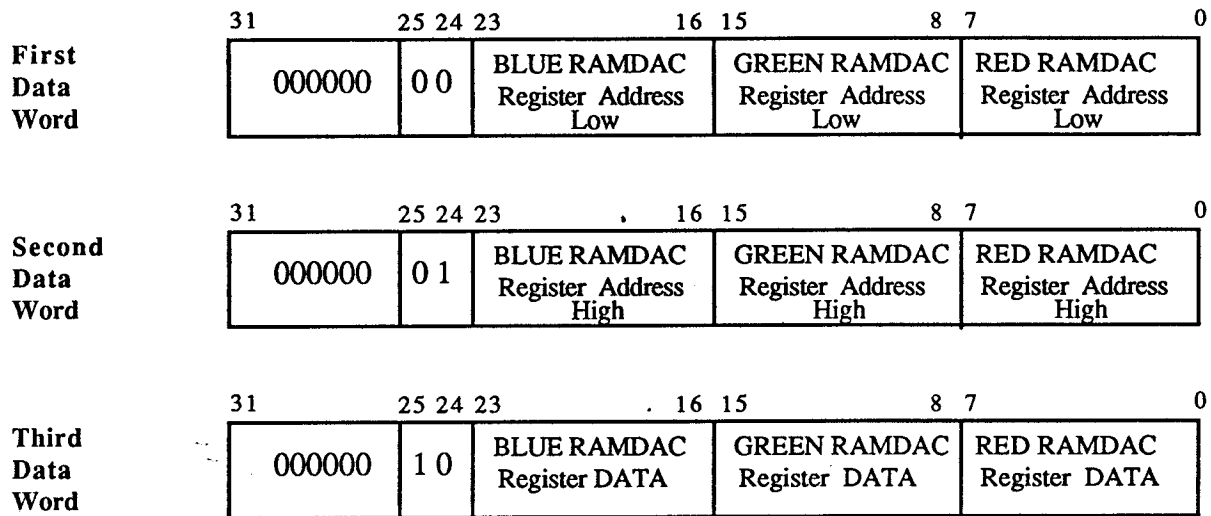 31 25 24 23 16 15 8 7 0
First
Data
Word
000000 0 0
BLUE RAMDAC GREEN RAMDAC RED RAMDAC
Register Address Register Address Register Address
Low Low Low
31 25 24 23 16 15 8 7 0
Second
Data
Word
000000 0 1
BLUE RAMDAC GREEN RAMDAC RED RAMDAC
Register Address Register Address Register Address
High High High
31 25 24 23 16 15 8 7 0
Third
Data
Word
000000 1 0
BLUE RAMDAC GREEN RAMDAC RED RAMDAC
Register DATA Register DATA Register DATA